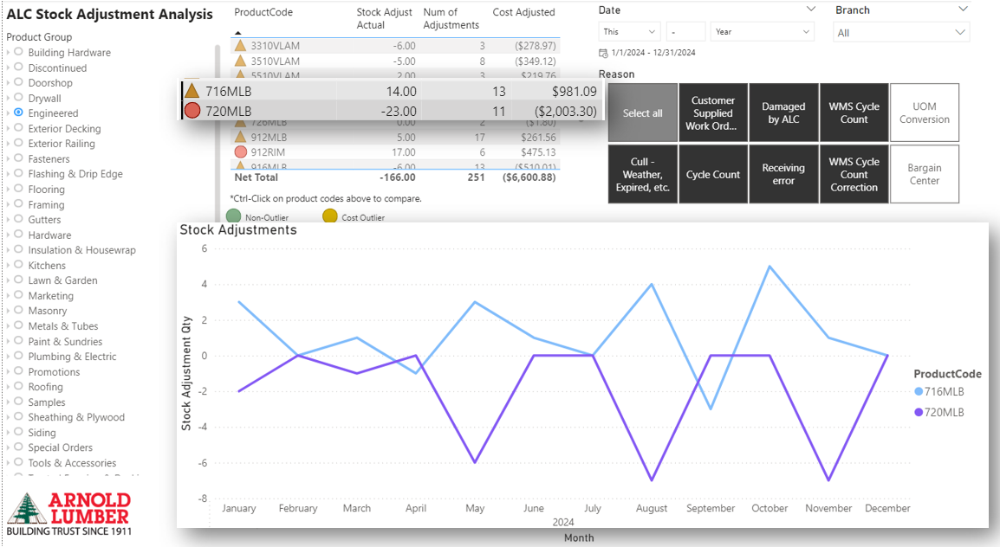 ALC Stock Adjustment Analysis
Product Group
Building Hardware
Discontinued
Doorshop
Drywall
Engineered
Exterior Decking
Exterior Railing
Fasteners
Flashing & Drip Edge
Flooring
Framing
Gutters
Hardware
Insulation & Housewrap
Kitchens
Lawn & Garden
Marketing
Masonry
Metals & Tubes
Paint & Sundries
Plumbing & Electric
Promotions
Roofing
Samples
Sheathing & Plywood
Siding
Special Orders
Tools & Accessories
ARNOLD
LUMBER
BUILDING TRUST SINCE 1911
ProductCode Stock Adjust Actual Num of Adjustments Cost Adjusted
3310VLAM -6.00 3 ($278.97)
3510VLAM -5.00 8 ($349.12)
5510VLAM 2.00 3 $219.76
716MLB 14.00 13 $981.09
720MLB -23.00 11 ($2,003.30)
726MLB 0.00 2 ($1.80)
912MLB 5.00 17 $261.56
912RIM 17.00 6 $475.13
916MLB -6.00 13 ($510.01)
Net Total -166.00 251 ($6,600.88)
*Ctrl-Click on product codes above to compare.
Non-Outlier Cost Outlier
Date
This - Year
1/1/2024 - 12/31/2024
Branch
All
Reason
Select all
Customer
Supplied
Work Ord...
Damaged
by ALC
WMS Cycle
Count
UOM
Conversion
Cull -
Weather,
Expired, etc.
Cycle Count
Receiving
error
WMS Cycle
Count
Correction
Bargain
Center
Stock Adjustments
Stock Adjustment Qty
6
4
2
0
-2
-4
-6
-8
January February March April May June July August September October November December
2024
Month
ProductCode
716MLB
720MLB